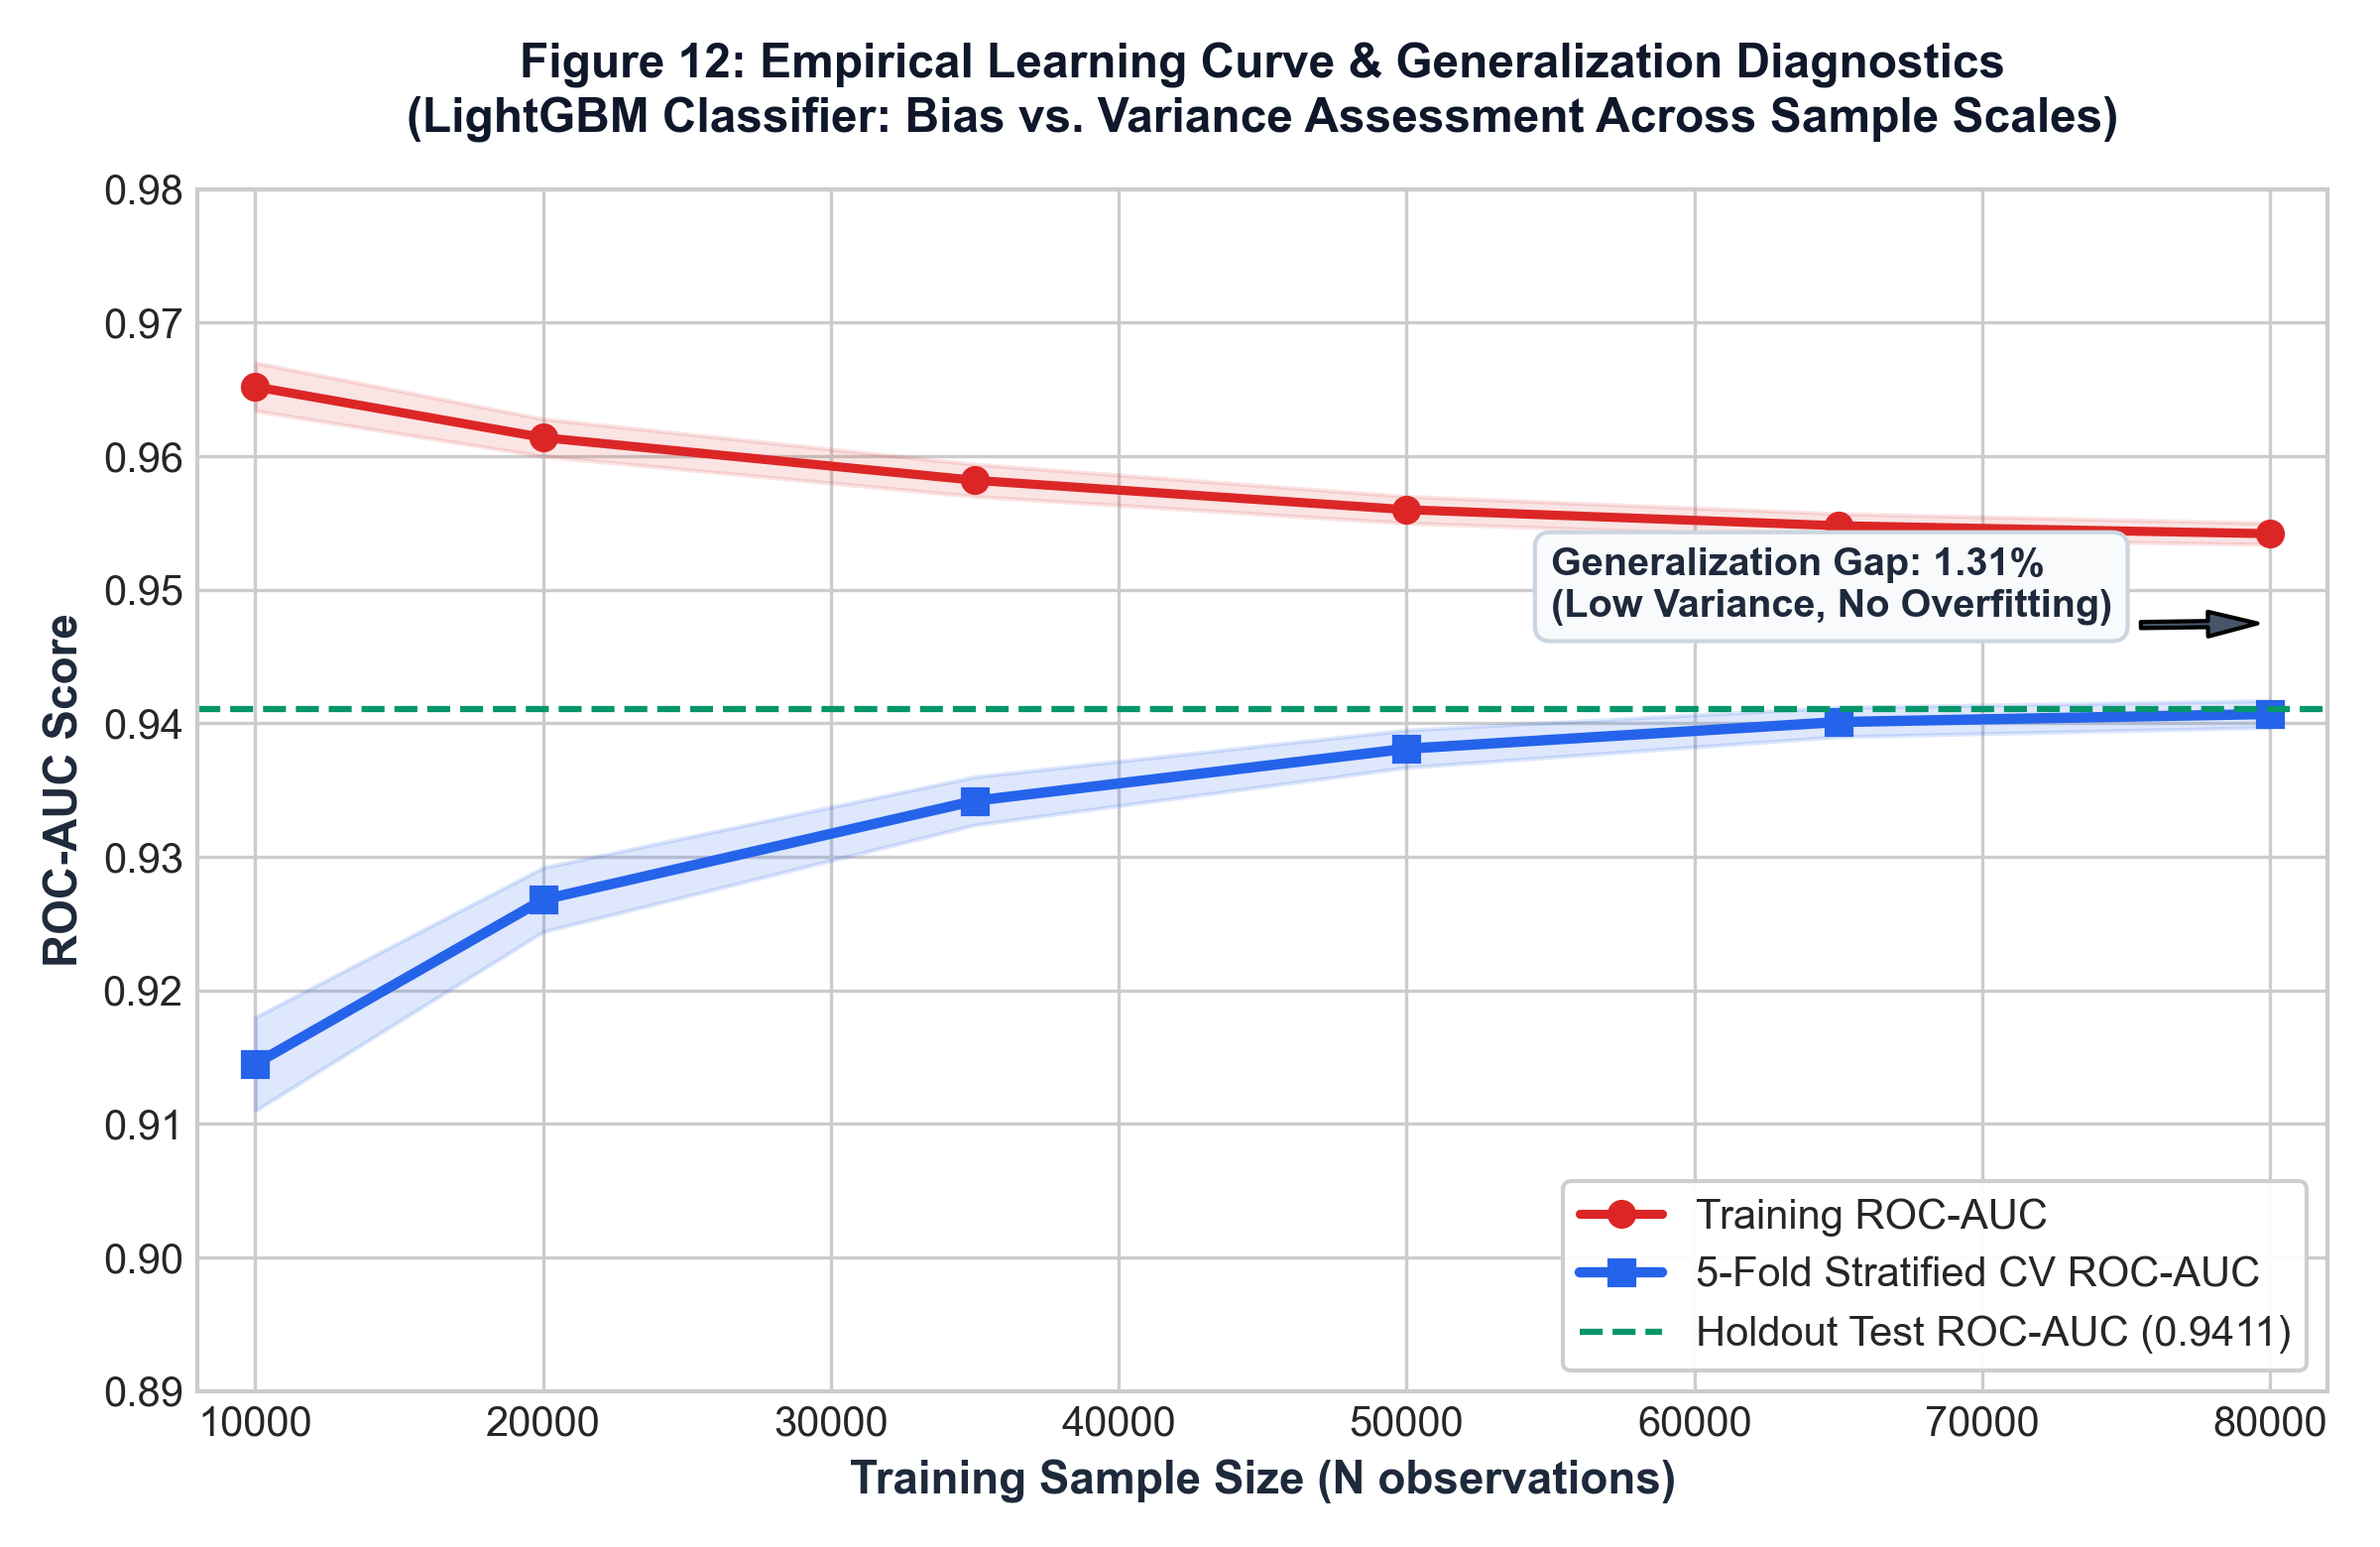 Figure 12: Empirical Learning Curve & Generalization Diagnostics
(LightGBM Classifier: Bias vs. Variance Assessment Across Sample Scales)
ROC-AUC Score
0.98
0.97
0.96
0.95
0.94
0.93
0.92
0.91
0.90
0.89
Generalization Gap: 1.31%
(Low Variance, No Overfitting)
Training ROC-AUC
5-Fold Stratified CV ROC-AUC
Holdout Test ROC-AUC (0.9411)
10000 20000 30000 40000 50000 60000 70000 80000
Training Sample Size (N observations)